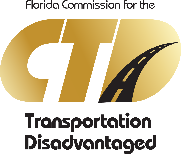 Florida Commission for the
CTD
Transportation
Disadvantaged